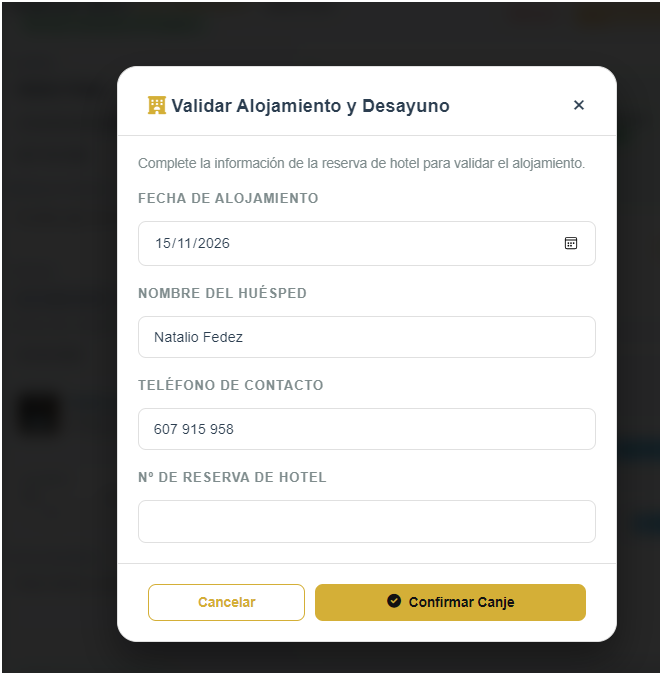 Validar Alojamiento y Desayuno
Complete la información de la reserva de hotel para validar el alojamiento.
FECHA DE ALOJAMIENTO
15/11/2026
NOMBRE DEL HUÉSPED
Natalio Fedez
TELÉFONO DE CONTACTO
607 915 958
Nº DE RESERVA DE HOTEL
Cancelar
Confirmar Canje